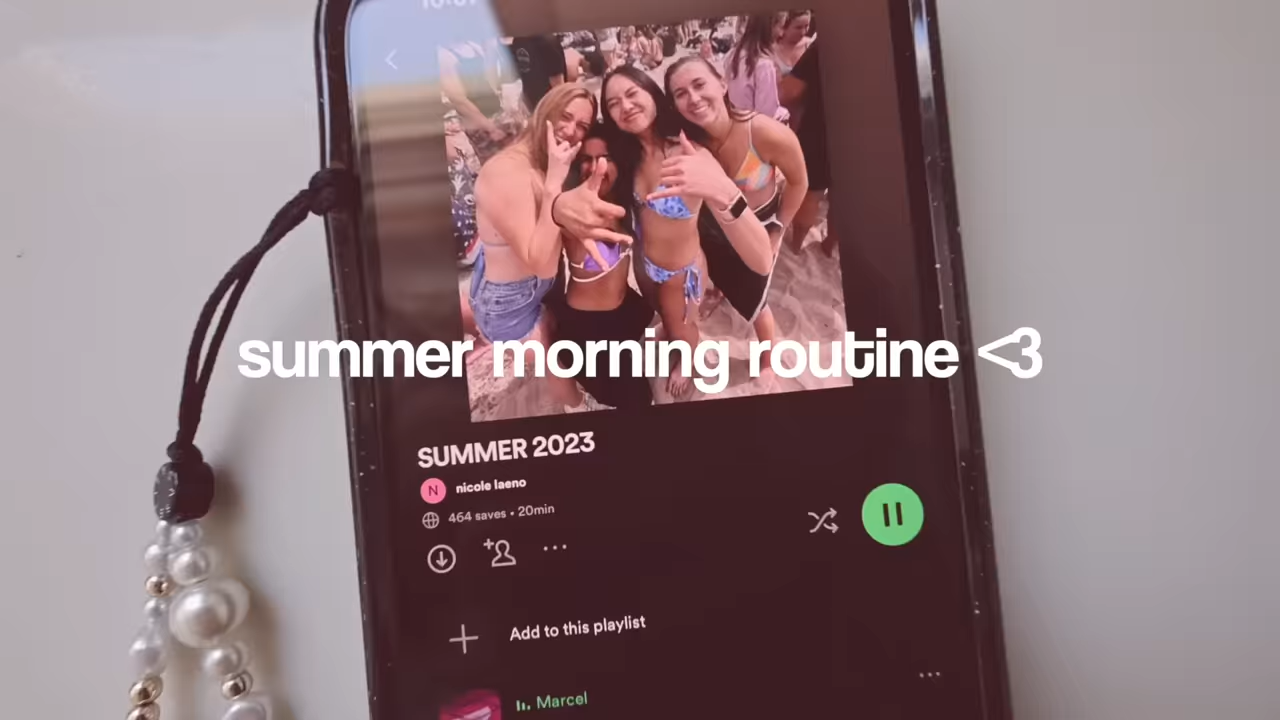 summer morning routine <3
SUMMER 2023
N nicole laeno
464 saves • 20min
Add to this playlist
Marcel